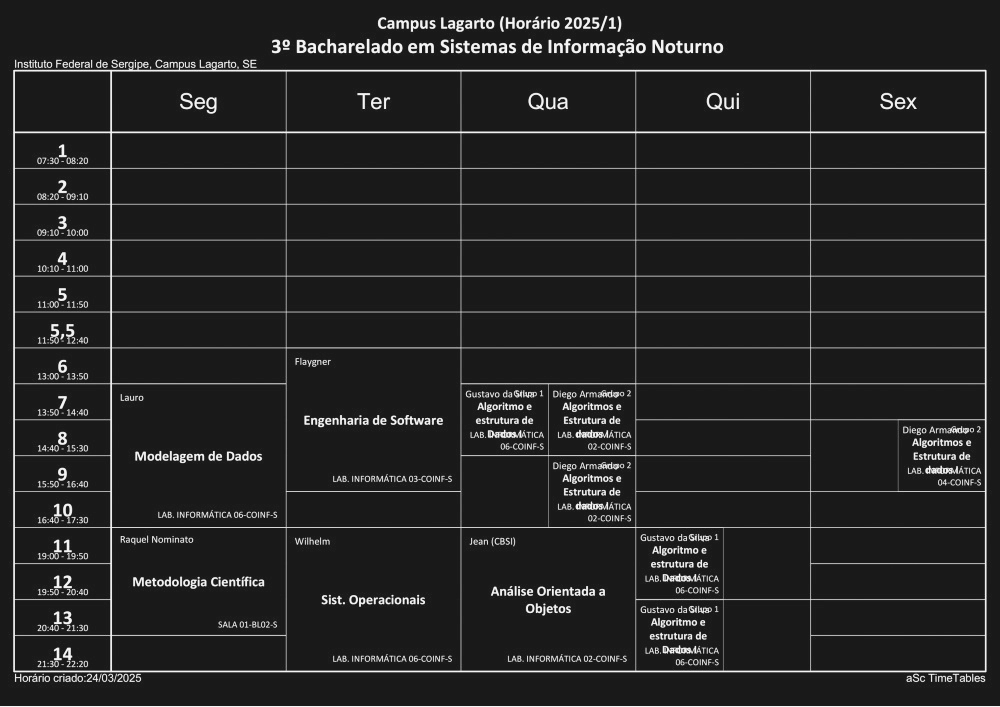 Campus Lagarto (Horário 2025/1)
3º Bacharelado em Sistemas de Informação Noturno
Instituto Federal de Sergipe, Campus Lagarto, SE
Seg
Ter
Qua
Qui
Sex
1
07:30 - 08:20
2
08:20 - 09:10
3
09:10 - 10:00
4
10:10 - 11:00
5
11:00 - 11:50
5,5
11:50 - 12:40
6
13:00 - 13:50
7
13:50 - 14:40
8
14:40 - 15:30
9
15:50 - 16:40
10
16:40 - 17:30
11
19:00 - 19:50
12
19:50 - 20:40
13
20:40 - 21:30
14
21:30 - 22:20
Lauro
Modelagem de Dados
LAB. INFORMÁTICA 06-COINF-S
Raquel Nominato
Metodologia Científica
SALA 01-BL02-S
Flaygner
Engenharia de Software
LAB. INFORMÁTICA 03-COINF-S
Wilhelm
Sist. Operacionais
LAB. INFORMÁTICA 06-COINF-S
Gustavo da Silva Grupo 1
Algoritmo e
estrutura de
Dados I
LAB. INFORMÁTICA
06-COINF-S
Diego Armando Grupo 2
Algoritmos e
Estrutura de
dados I
LAB. INFORMÁTICA
02-COINF-S
Diego Armando Grupo 2
Algoritmos e
Estrutura de
dados I
LAB. INFORMÁTICA
02-COINF-S
Jean (CBSI)
Análise Orientada a
Objetos
LAB. INFORMÁTICA 02-COINF-S
Gustavo da Silva Grupo 1
Algoritmo e
estrutura de
Dados I
LAB. INFORMÁTICA
06-COINF-S
Gustavo da Silva Grupo 1
Algoritmo e
estrutura de
Dados I
LAB. INFORMÁTICA
06-COINF-S
Diego Armando Grupo 2
Algoritmos e
Estrutura de
dados I
LAB. INFORMÁTICA
04-COINF-S
Horário criado:24/03/2025
aSc TimeTables